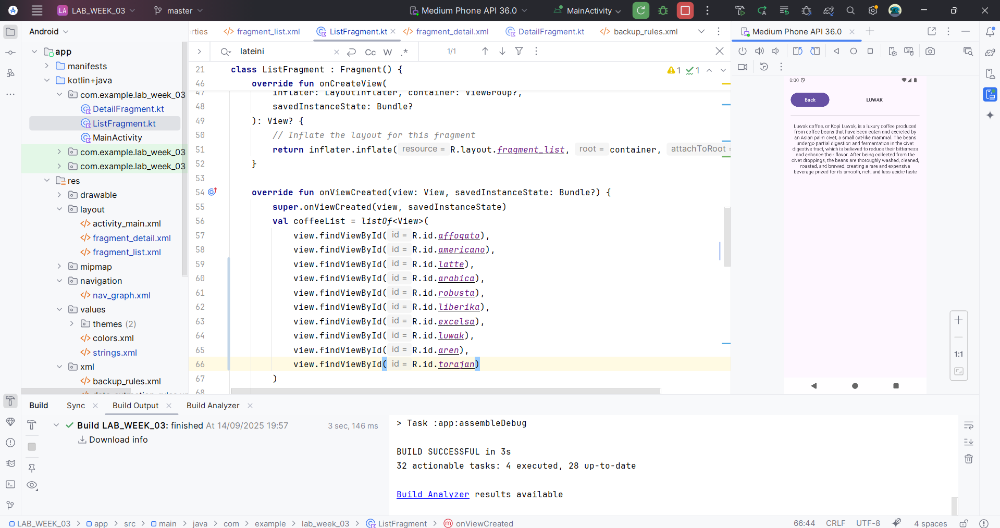 LA LAB_WEEK_03 master Medium Phone API 36.0 MainActivity
Android
rties fragment_list.xml ListFragment.kt fragment_detail.xml DetailFragment.kt backup_rules.xml
Medium Phone API 36.0
lateini Cc W .* 1/1
app
manifests
kotlin+java
com.example.lab_week_03
DetailFragment.kt
ListFragment.kt
MainActivity
com.example.lab_week_03
com.example.lab_week_03
res
drawable
layout
activity_main.xml
fragment_detail.xml
fragment_list.xml
mipmap
navigation
nav_graph.xml
values
themes (2)
colors.xml
strings.xml
xml
backup_rules.xml
21 class ListFragment : Fragment() {
46 override fun onCreateView(
47 inflater: LayoutInflater, container: ViewGroup?,
48 savedInstanceState: Bundle?
49 ): View? {
50 // Inflate the layout for this fragment
51 return inflater.inflate( resource = R.layout.fragment_list, root = container, attachToRoot =
52 }
53
54 override fun onViewCreated(view: View, savedInstanceState: Bundle?) {
55 super.onViewCreated(view, savedInstanceState)
56 val coffeeList = listOf<View>(
57 view.findViewById( id = R.id.affogato),
58 view.findViewById( id = R.id.americano),
59 view.findViewById( id = R.id.latte),
60 view.findViewById( id = R.id.arabica),
61 view.findViewById( id = R.id.robusta),
62 view.findViewById( id = R.id.liberika),
63 view.findViewById( id = R.id.excelsa),
64 view.findViewById( id = R.id.luwak),
65 view.findViewById( id = R.id.aren),
66 view.findViewById( id = R.id.torajan)
67 )
68
1 1
8:00
Back LUWAK
Luwak coffee, or Kopi Luwak, is a luxury coffee produced
from coffee beans that have been eaten and excreted by
an Asian palm civet, a small cat-like mammal. The beans
undergo partial digestion and fermentation in the civet
digestive tract, which is believed to reduce their bitterness
and enhance their flavor. After being collected from the
civet droppings, the beans are thoroughly washed, cleaned,
roasted, and brewed, creating a rare and expensive
beverage prized for its smooth, rich, and less acidic taste
1:1
Build Sync Build Output Build Analyzer
Build LAB_WEEK_03: finished At 14/09/2025 19:57 3 sec, 146 ms
Download info
> Task :app:assembleDebug
BUILD SUCCESSFUL in 3s
32 actionable tasks: 4 executed, 28 up-to-date
Build Analyzer results available
LAB_WEEK_03 > app > src > main > java > com > example > lab_week_03 > ListFragment > m onViewCreated
66:44 CRLF UTF-8 4 spaces